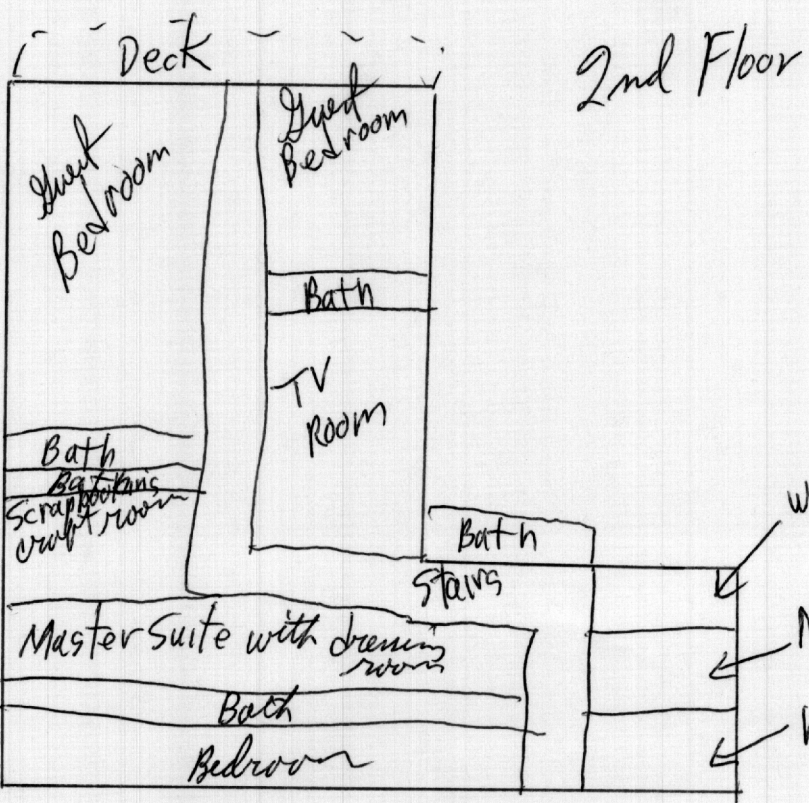 Deck
2nd Floor
Guest
Bedroom
Guest
Bedroom
Bath
TV
Room
Bath
Scrapbooking
craft room
Bath
Stairs
W
Master Suite with dressing
room
Bath
Bedroom